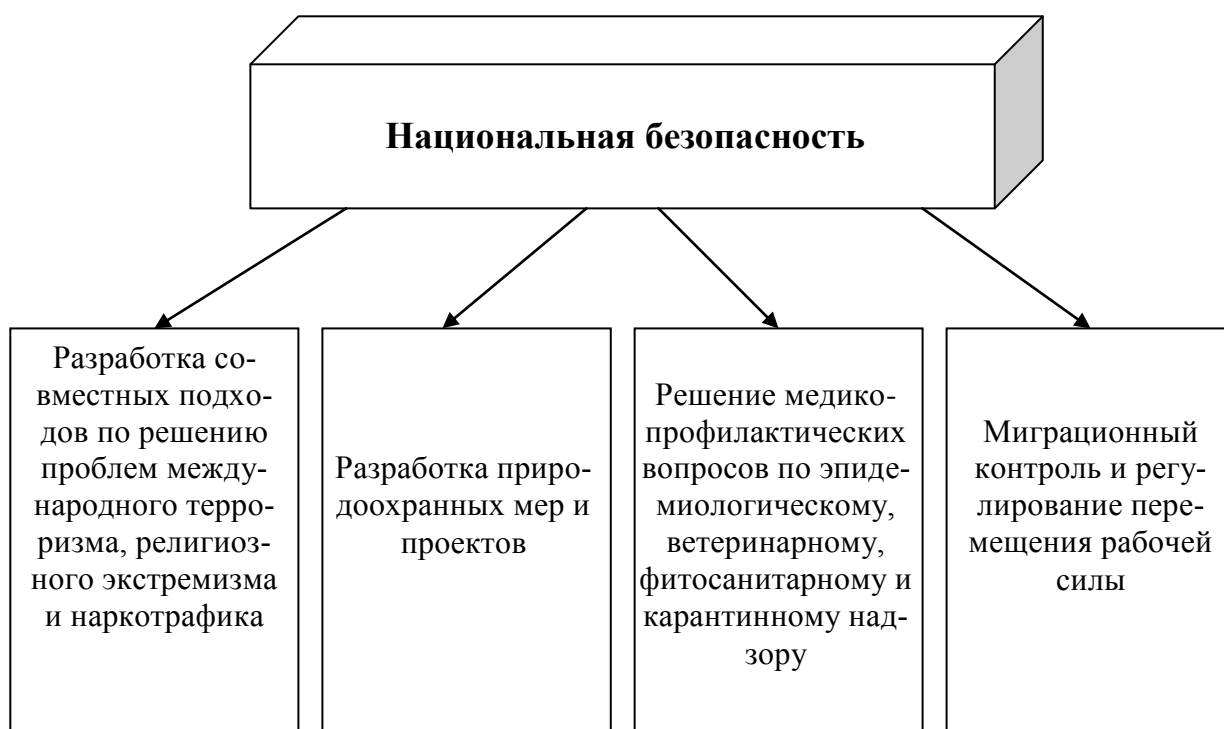 Национальная безопасность
Разработка со-
вместных подхо-
дов по решению
проблем между-
народного терро-
ризма, религиоз-
ного экстремизма
и наркотрафика
Разработка приро-
доохранных мер и
проектов
Решение медико-
профилактических
вопросов по эпиде-
миологическому,
ветеринарному,
фитосанитарному и
карантинному над-
зору
Миграционный
контроль и регу-
лирование пере-
мещения рабочей
силы